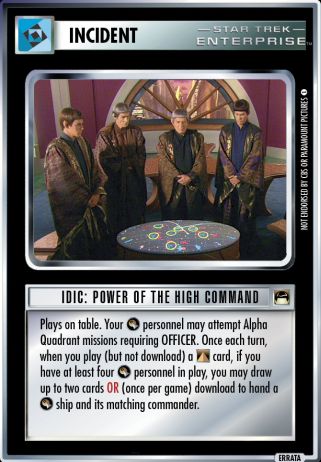 INCIDENT
STAR TREK
ENTERPRISE™
NOT ENDORSED BY CBS OR PARAMOUNT PICTURES
IDIC: POWER OF THE HIGH COMMAND
Plays on table. Your personnel may attempt Alpha
Quadrant missions requiring OFFICER. Once each turn,
when you play (but not download) a card, if you
have at least four personnel in play, you may draw
up to two cards OR (once per game) download to hand
a ship and its matching commander.
ERRATA